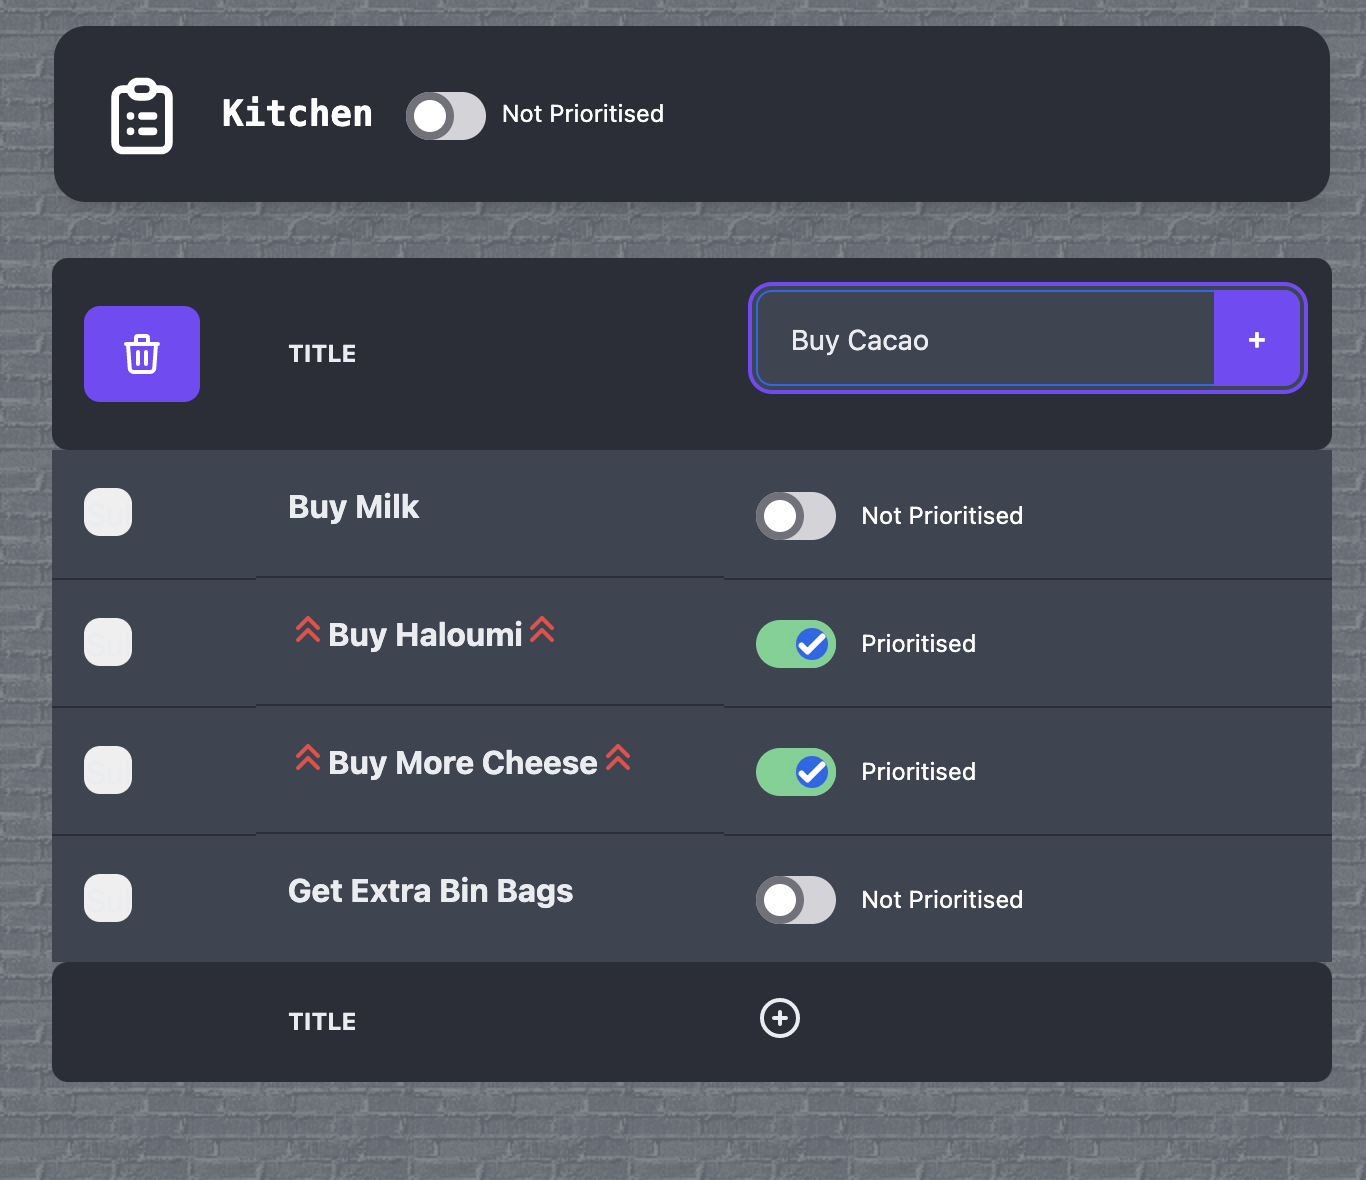 Kitchen Not Prioritised
TITLE Buy Cacao +
Buy Milk Not Prioritised
Buy Haloumi Prioritised
Buy More Cheese Prioritised
Get Extra Bin Bags Not Prioritised
TITLE